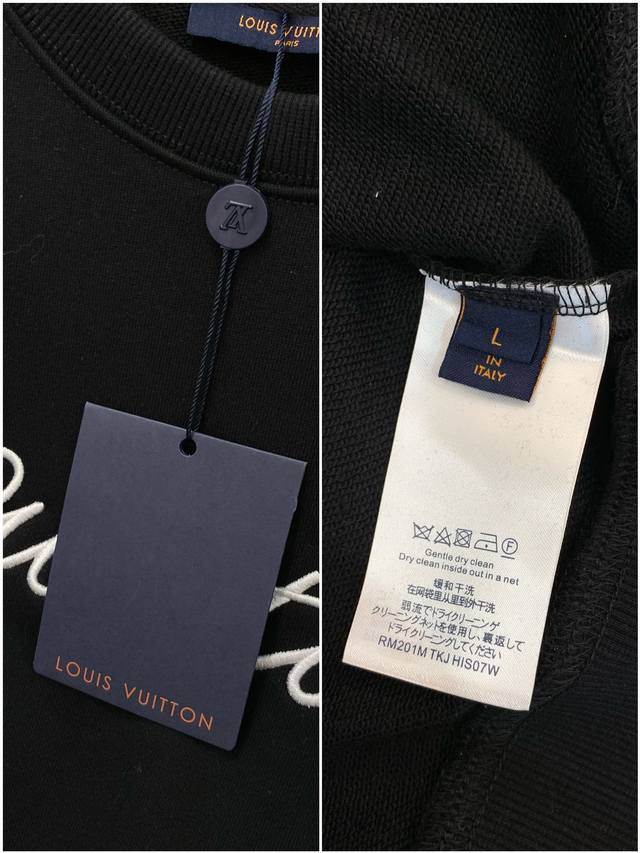 LOUIS VUITT
PARIS
LV
LOUIS VUITTON
L
IN
ITALY
Gentle dry clean
Dry clean inside out in a net
缓和干洗
在网袋里从里到外干洗
弱流でドライクリーニンゲ
クリーニングネットを使用し、裏返して
ドライクリーニングしてください
RM201M TKJ HIS07W